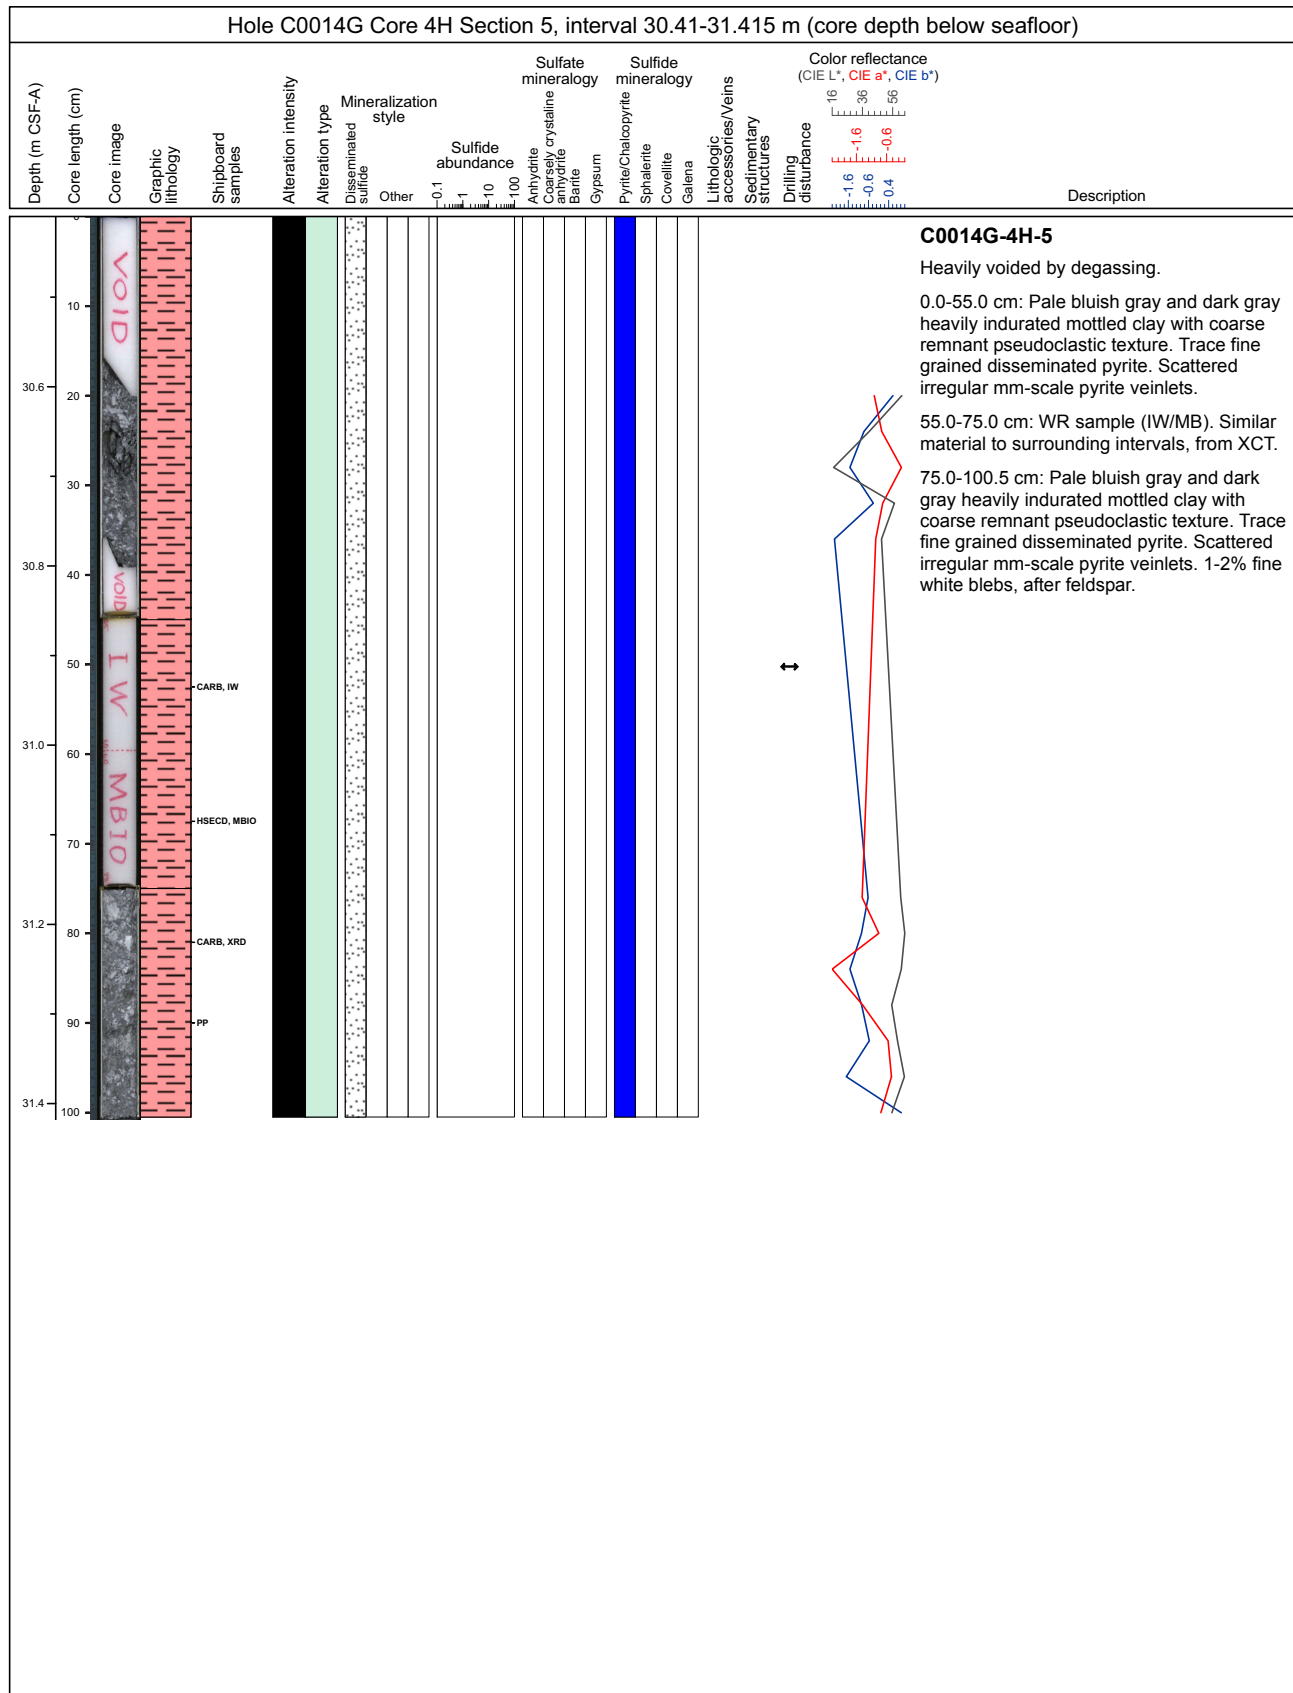 Hole C0014G Core 4H Section 5, interval 30.41-31.415 m (core depth below seafloor)
Depth (m CSF-A)
Core length (cm)
Core image
Graphic
lithology
Shipboard
samples
Alteration intensity
Alteration type
Mineralization
style
Disseminated
sulfide
Other
Sulfide
abundance
0.1
1
10
100
Sulfate
mineralogy
Anhydrite
Coarsely crystaline
anhydrite
Barite
Gypsum
Sulfide
mineralogy
Pyrite/Chalcopyrite
Sphalerite
Covellite
Galena
Lithologic
accessories/Veins
Sedimentary
structures
Drilling
disturbance
Color reflectance
(CIE L*, CIE a*, CIE b*)
16 36 56
-1.6 -0.6
-1.6 -0.6 0.4
Description
30.6
30.8
31.0
31.2
31.4
0
10
20
30
40
50
60
70
80
90
100
VOID
VOID
IW
MBIO
CARB, IW
HSECD, MBIO
CARB, XRD
PP
C0014G-4H-5
Heavily voided by degassing.
0.0-55.0 cm: Pale bluish gray and dark gray
heavily indurated mottled clay with coarse
remnant pseudoclastic texture. Trace fine
grained disseminated pyrite. Scattered
irregular mm-scale pyrite veinlets.
55.0-75.0 cm: WR sample (IW/MB). Similar
material to surrounding intervals, from XCT.
75.0-100.5 cm: Pale bluish gray and dark
gray heavily indurated mottled clay with
coarse remnant pseudoclastic texture. Trace
fine grained disseminated pyrite. Scattered
irregular mm-scale pyrite veinlets. 1-2% fine
white blebs, after feldspar.